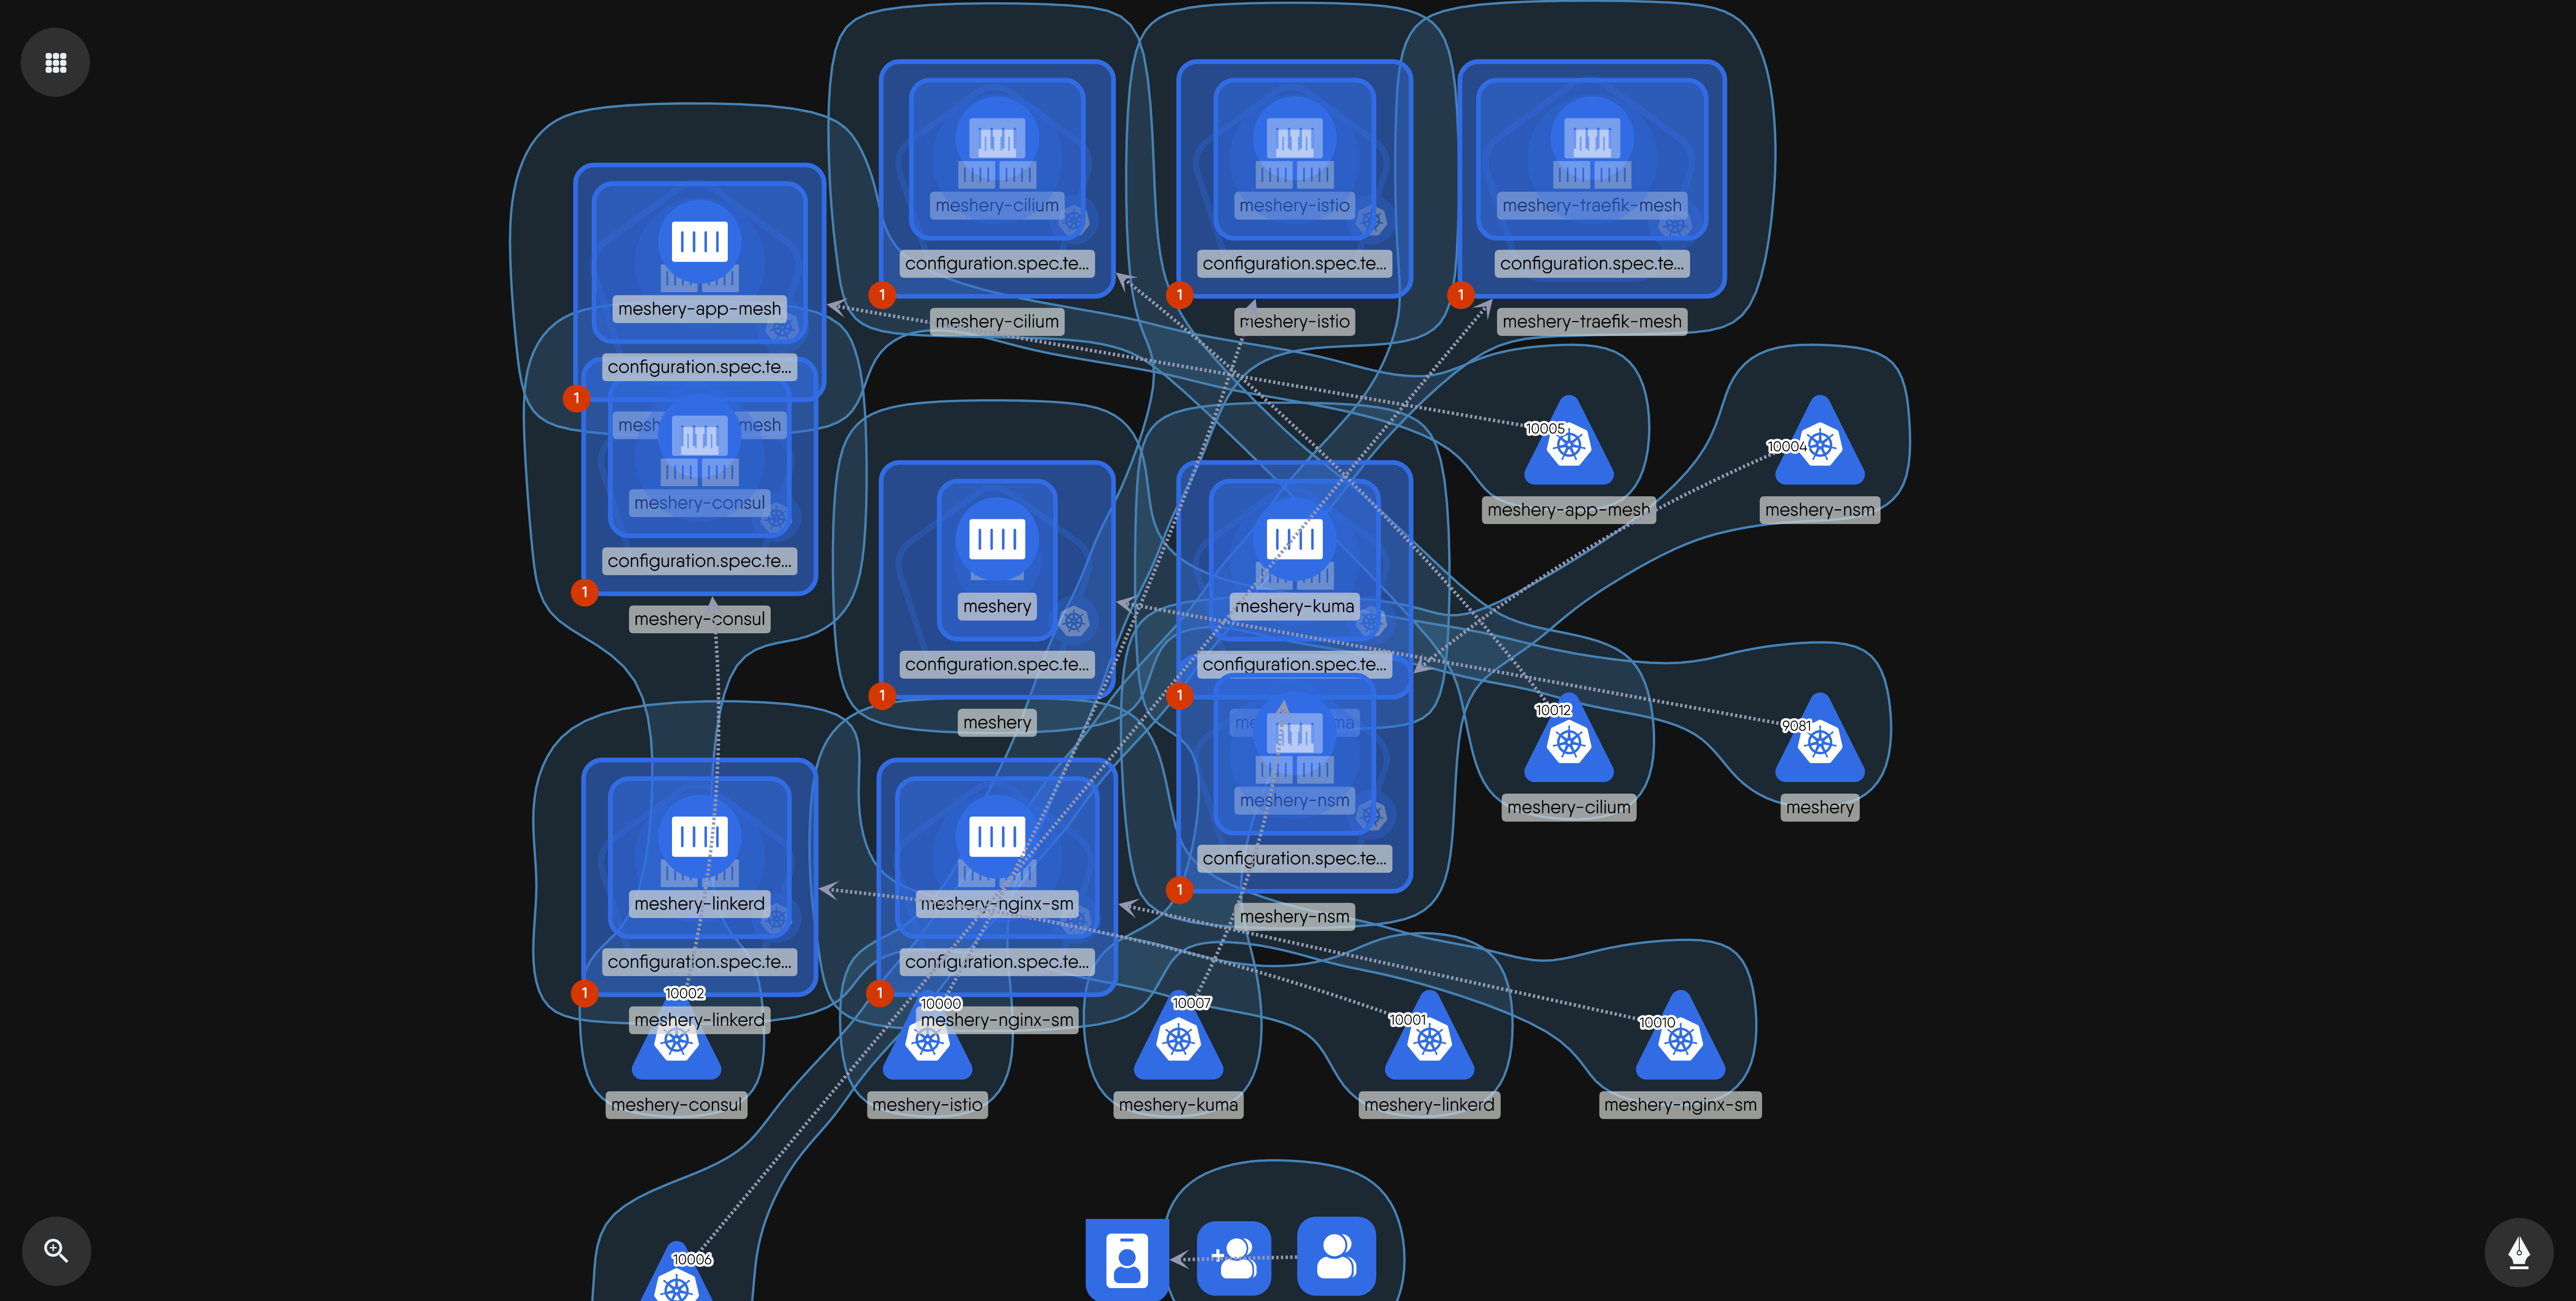 meshery-cilium
configuration.spec.te...
1
meshery-cilium
meshery-istio
configuration.spec.te...
1
meshery-istio
meshery-traefik-mesh
configuration.spec.te...
1
meshery-traefik-mesh
meshery-app-mesh
configuration.spec.te...
1
mesh mesh
meshery-consul
configuration.spec.te...
1
meshery-consul
10005
meshery-app-mesh
10004
meshery-nsm
meshery
configuration.spec.te...
1
meshery
meshery-kuma
configuration.spec.te...
1
meshery-nsm
configuration.spec.te...
1
meshery-nsm
10012
meshery-cilium
9081
meshery
meshery-linkerd
configuration.spec.te...
1
meshery-linkerd
meshery-nginx-sm
configuration.spec.te...
1
meshery-nginx-sm
10002
meshery-consul
10000
meshery-istio
10007
meshery-kuma
10001
meshery-linkerd
10010
meshery-nginx-sm
10006